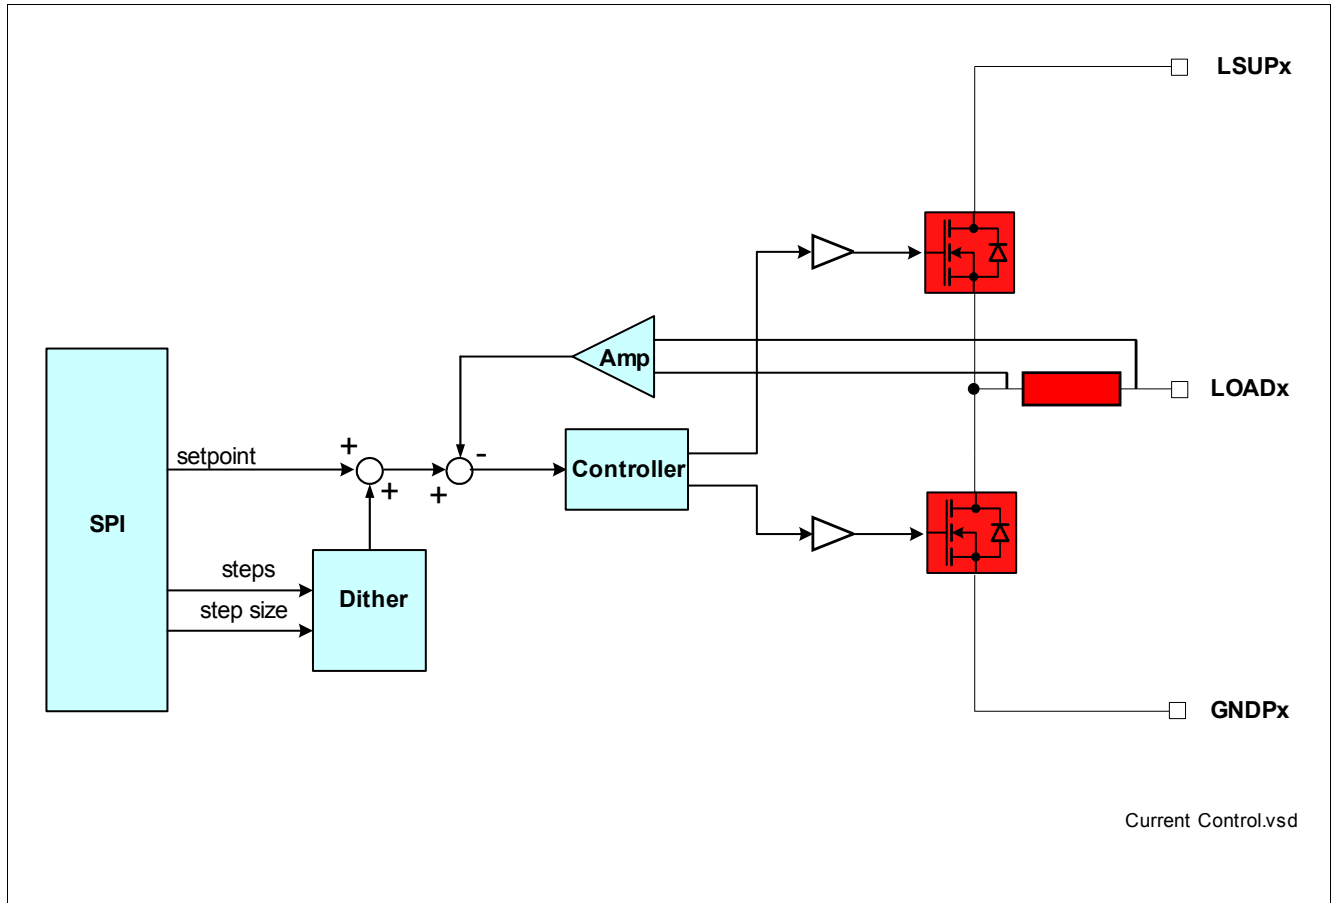 LSUPx
Amp
LOADx
+
-
setpoint
Controller
+
+
SPI
steps
Dither
step size
GNDPx
Current Control.vsd